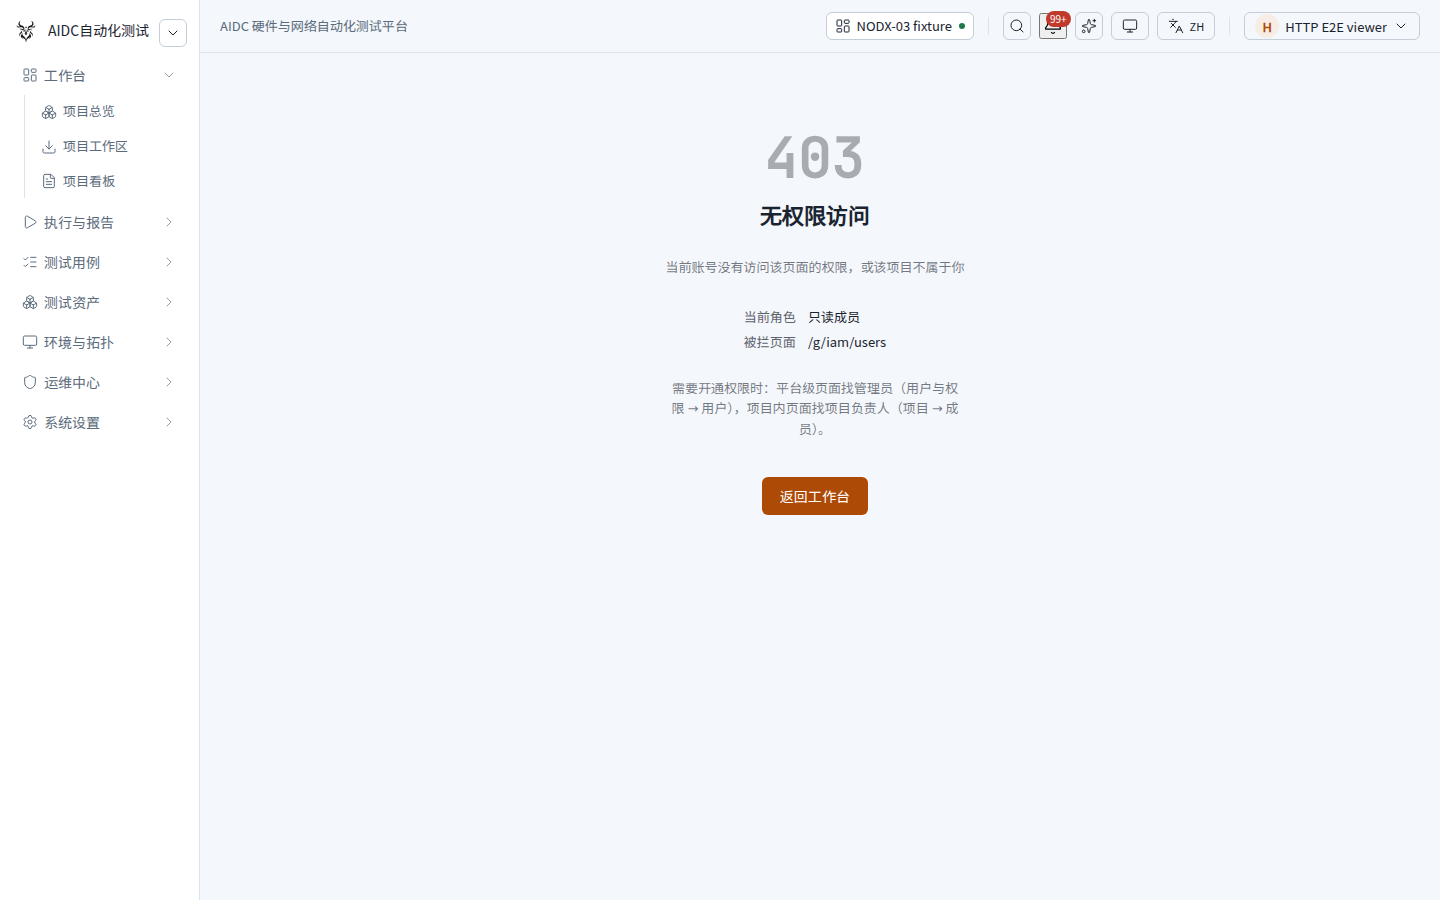 AIDC自动化测试
AIDC 硬件与网络自动化测试平台
NODX-03 fixture
99+
ZH
H
HTTP E2E viewer
工作台
项目总览
项目工作区
项目看板
执行与报告
测试用例
测试资产
环境与拓扑
运维中心
系统设置
403
无权限访问
当前账号没有访问该页面的权限，或该项目不属于你
当前角色 只读成员
被拦页面 /g/iam/users
需要开通权限时：平台级页面找管理员（用户与权
限 → 用户），项目内页面找项目负责人（项目 → 成
员）。
返回工作台